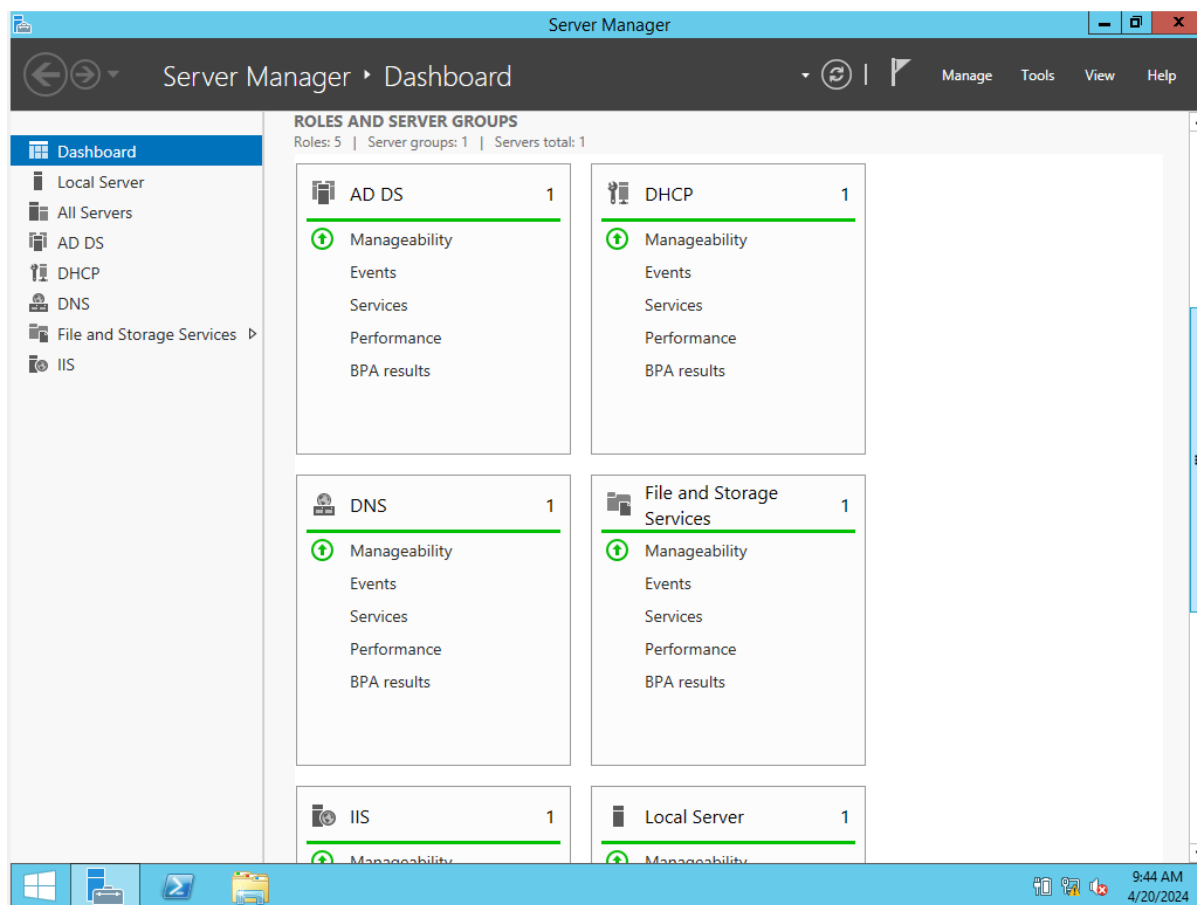 Server Manager
Server Manager ‣ Dashboard
Manage Tools View Help
Dashboard
Local Server
All Servers
AD DS
DHCP
DNS
File and Storage Services
IIS
ROLES AND SERVER GROUPS
Roles: 5 | Server groups: 1 | Servers total: 1
AD DS 1
Manageability
Events
Services
Performance
BPA results
DHCP 1
Manageability
Events
Services
Performance
BPA results
DNS 1
Manageability
Events
Services
Performance
BPA results
File and Storage
Services 1
Manageability
Events
Services
Performance
BPA results
IIS 1
Manageability
Local Server 1
Manageability
9:44 AM
4/20/2024